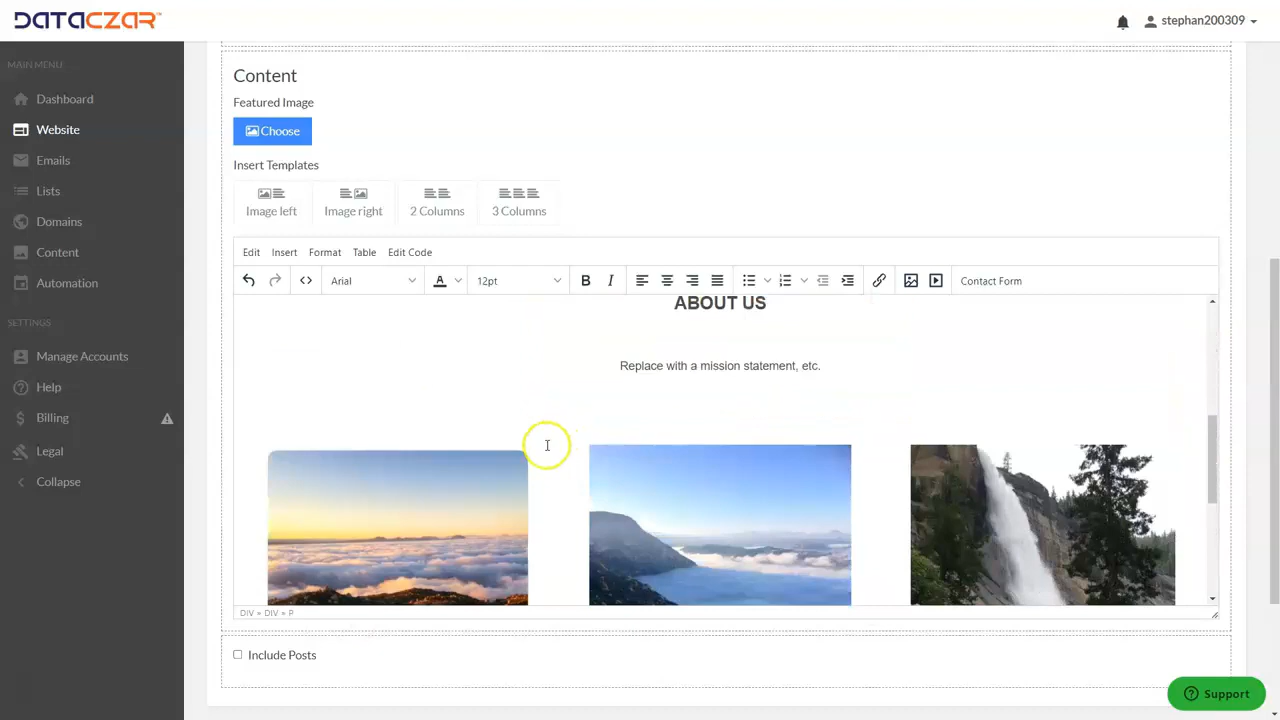 DATACZAR
stephan200309
MAIN MENU
Dashboard
Website
Emails
Lists
Domains
Content
Automation
SETTINGS
Manage Accounts
Help
Billing
Legal
Collapse
Content
Featured Image
Choose
Insert Templates
Image left
Image right
2 Columns
3 Columns
Edit
Insert
Format
Table
Edit Code
Arial
A
12pt
B
I
Contact Form
ABOUT US
Replace with a mission statement, etc.
DIV » DIV » P
Include Posts
Support